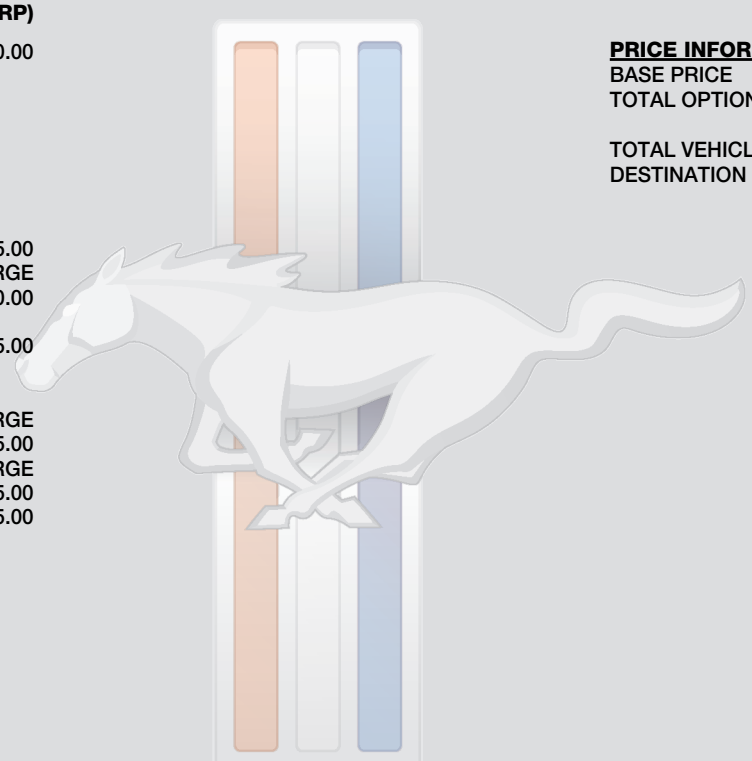 RP)
0.00
5.00
RGE
0.00
5.00
RGE
5.00
RGE
5.00
5.00
PRICE INFOR
BASE PRICE
TOTAL OPTION
TOTAL VEHICL
DESTINATION